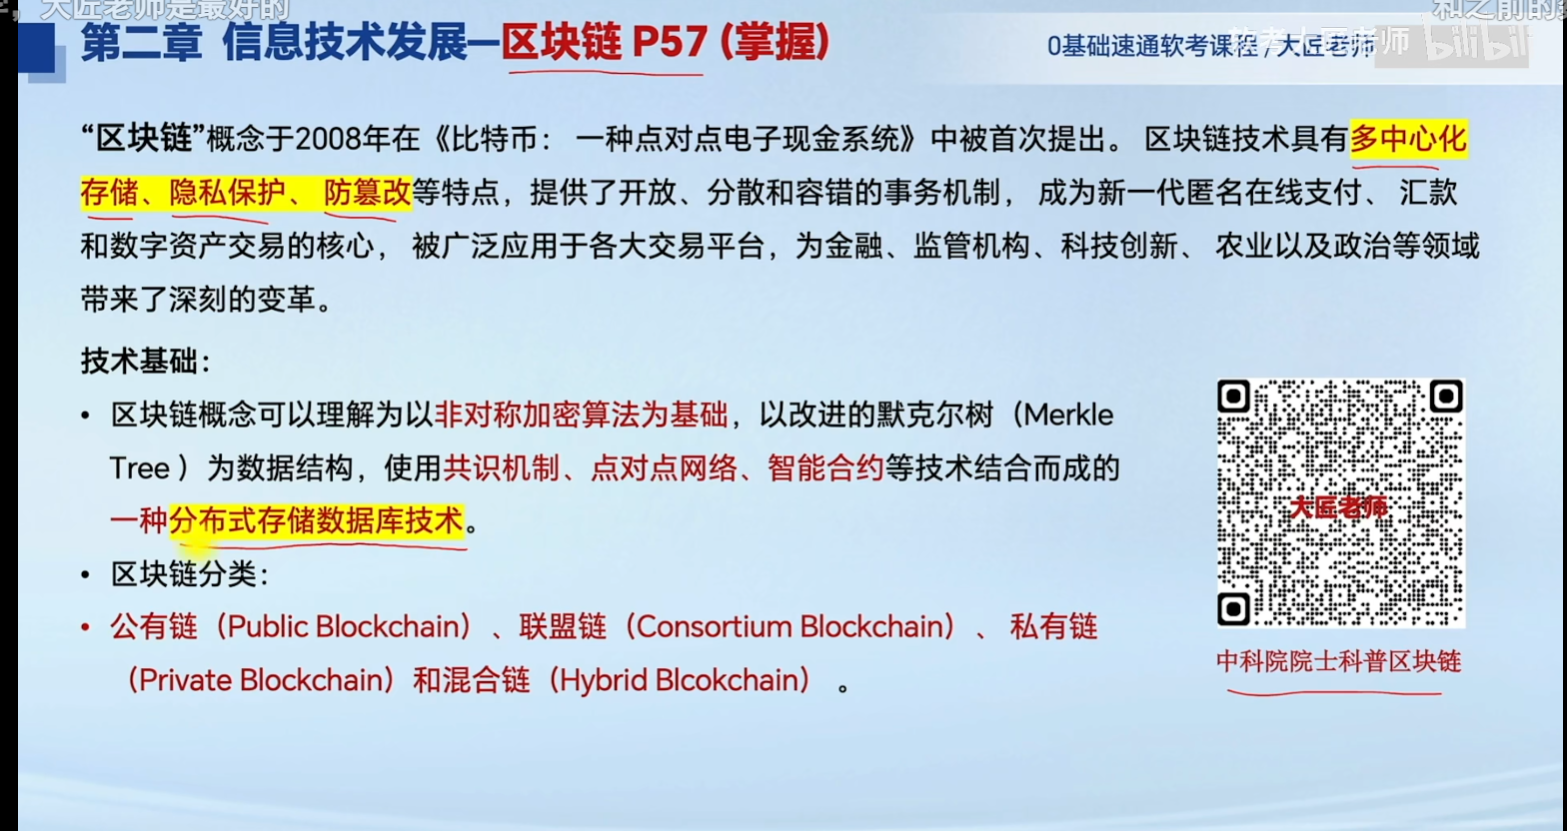 大匠老师是最好的
和之前的
第二章 信息技术发展—区块链 P57 (掌握)
0基础速通软考课程 / 大匠老师
软考大匠老师
bilibili
“区块链”概念于2008年在《比特币： 一种点对点电子现金系统》中被首次提出。 区块链技术具有多中心化
存储、隐私保护、 防篡改等特点，提供了开放、分散和容错的事务机制， 成为新一代匿名在线支付、 汇款
和数字资产交易的核心， 被广泛应用于各大交易平台，为金融、监管机构、科技创新、 农业以及政治等领域
带来了深刻的变革。
技术基础：
• 区块链概念可以理解为以非对称加密算法为基础，以改进的默克尔树（Merkle
Tree ）为数据结构，使用共识机制、点对点网络、智能合约等技术结合而成的
一种分布式存储数据库技术。
• 区块链分类：
• 公有链（Public Blockchain）、联盟链（Consortium Blockchain）、 私有链
（Private Blockchain）和混合链（Hybrid Blcokchain） 。
大匠老师
中科院院士科普区块链